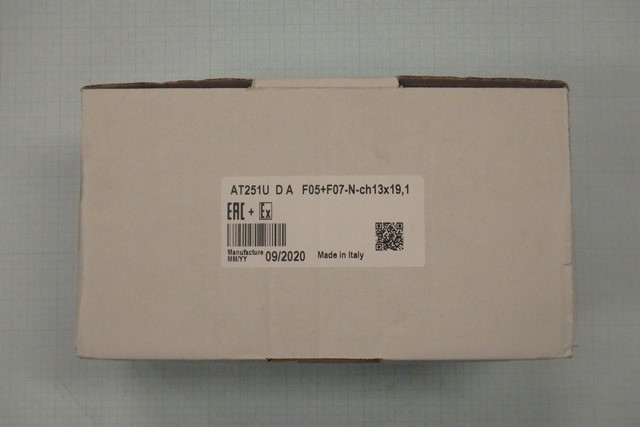 AT251U D A F05+F07-N-ch13x19,1
EAC + Ex
Manufacture
MM/YY 09/2020 Made in Italy